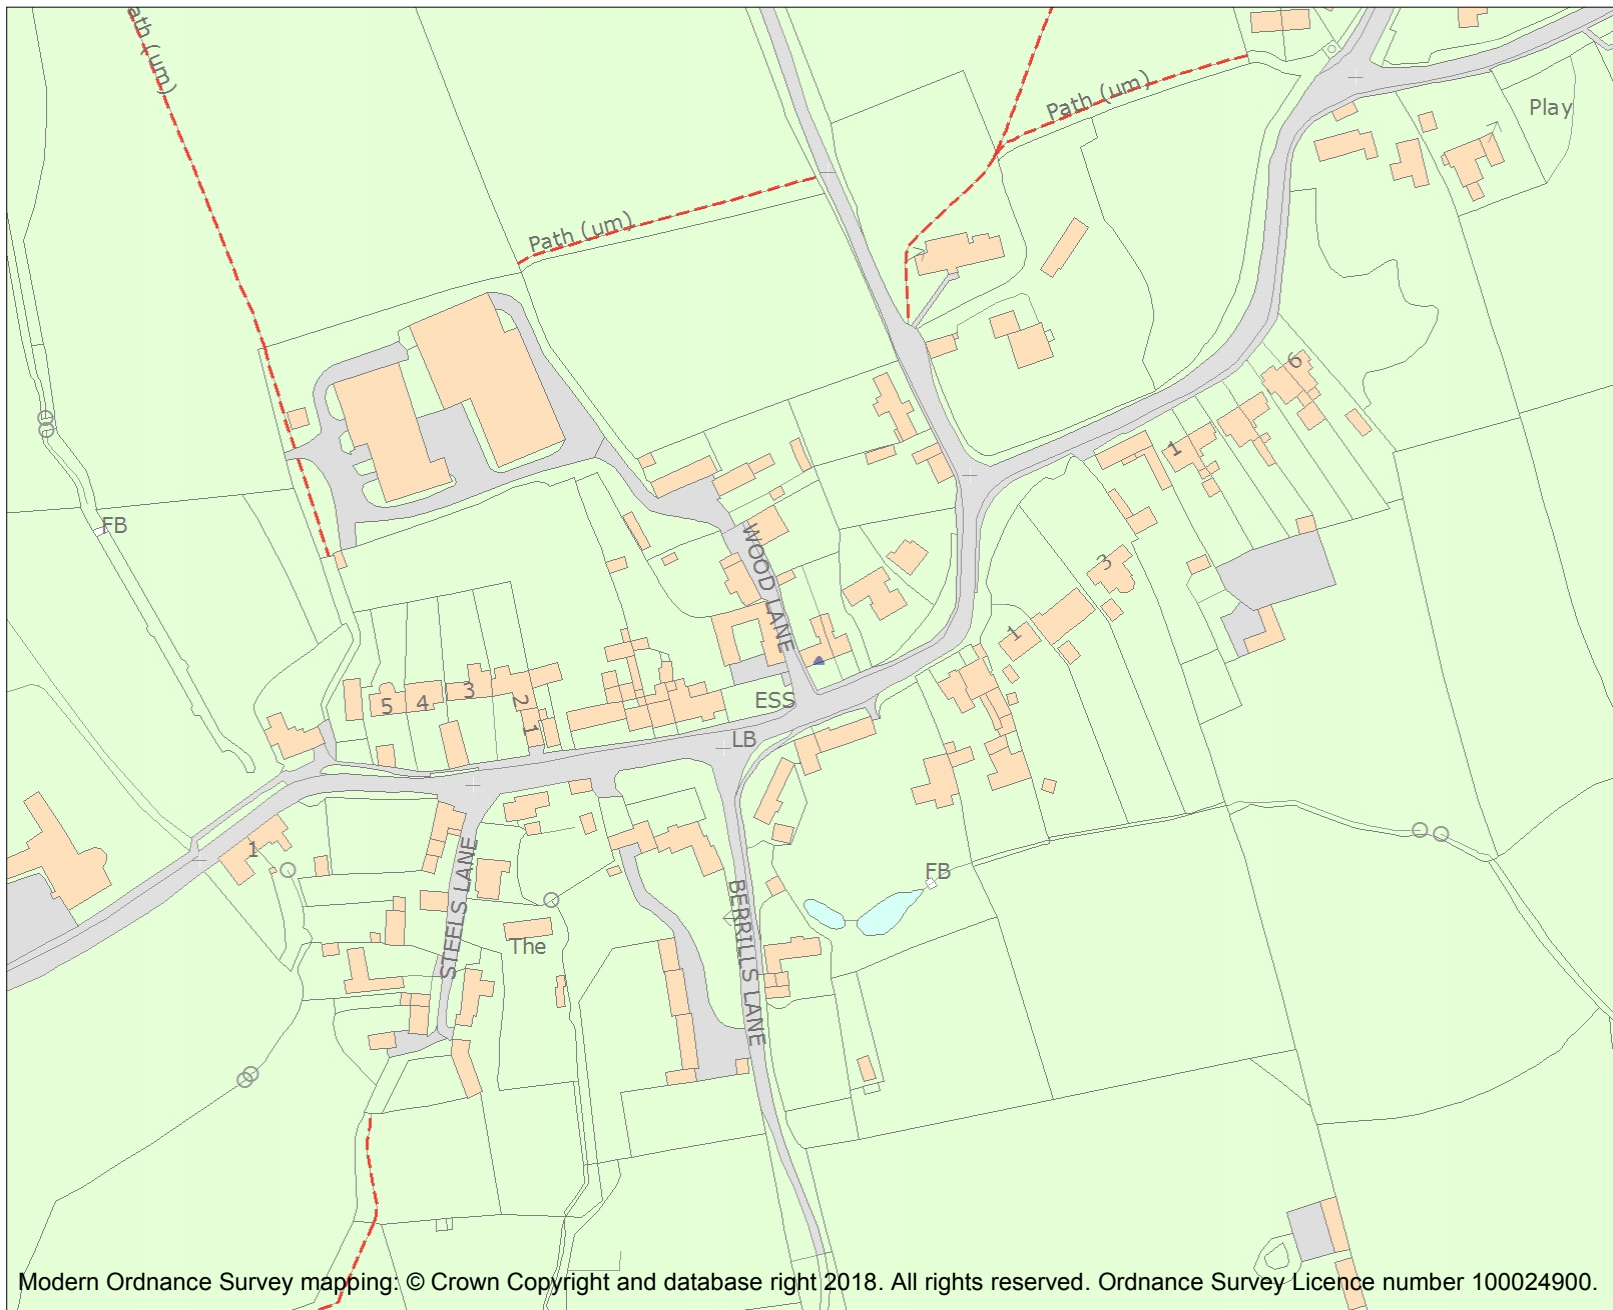 Path (um)
Path (um)
Play
Path (um)
6
1
FB
WOOD LANE
3
1
5
4
3
2
1
ESS
LB
1
STEELS LANE
FB
BERRILLS LANE
The
Modern Ordnance Survey mapping: © Crown Copyright and database right 2018. All rights reserved. Ordnance Survey Licence number 100024900.